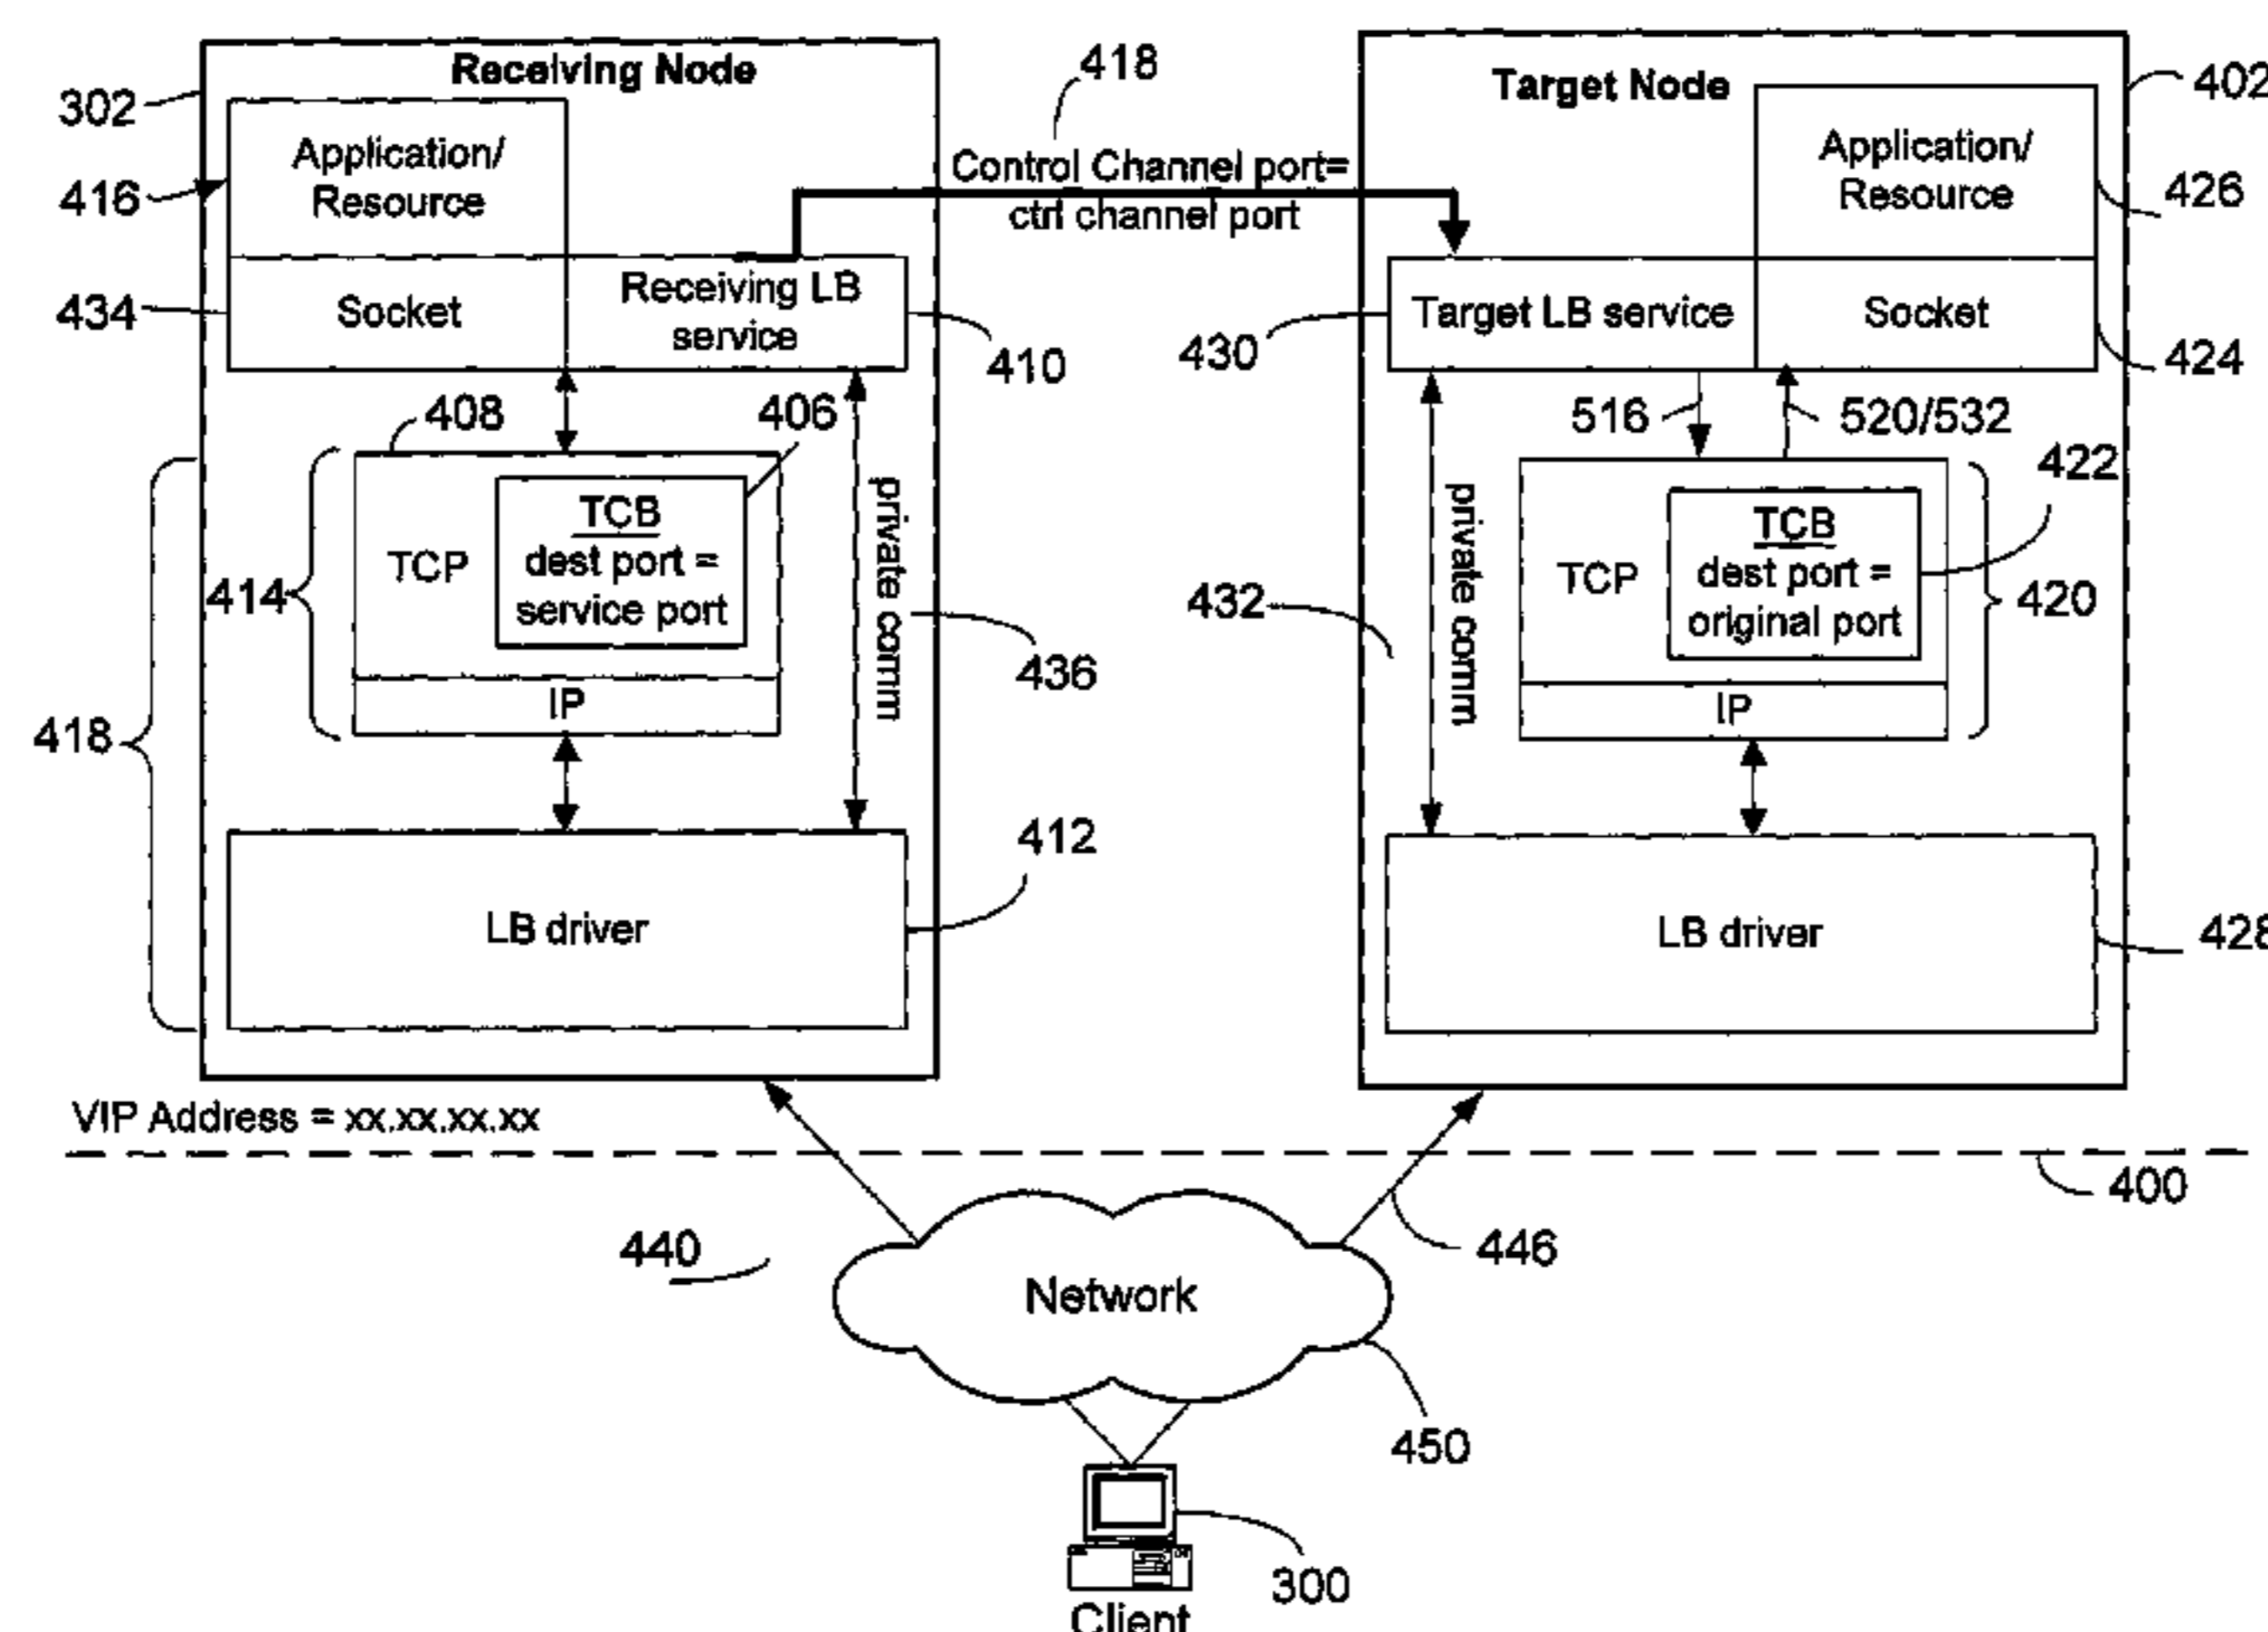 Receiving Node
302
Application/
Resource
416
Socket
434
Receiving LB
service
410
418
Control Channel port=
ctrl channel port
Target Node
402
Application/
Resource
426
Target LB service
430
Socket
424
408
406
TCB
dest port =
service port
TCP
IP
414
418
private comm
436
LB driver
412
516
520/532
422
TCB
dest port =
original port
TCP
IP
420
private comm
432
LB driver
428
VIP Address = xx.xx.xx.xx
400
440
446
Network
450
300
Client